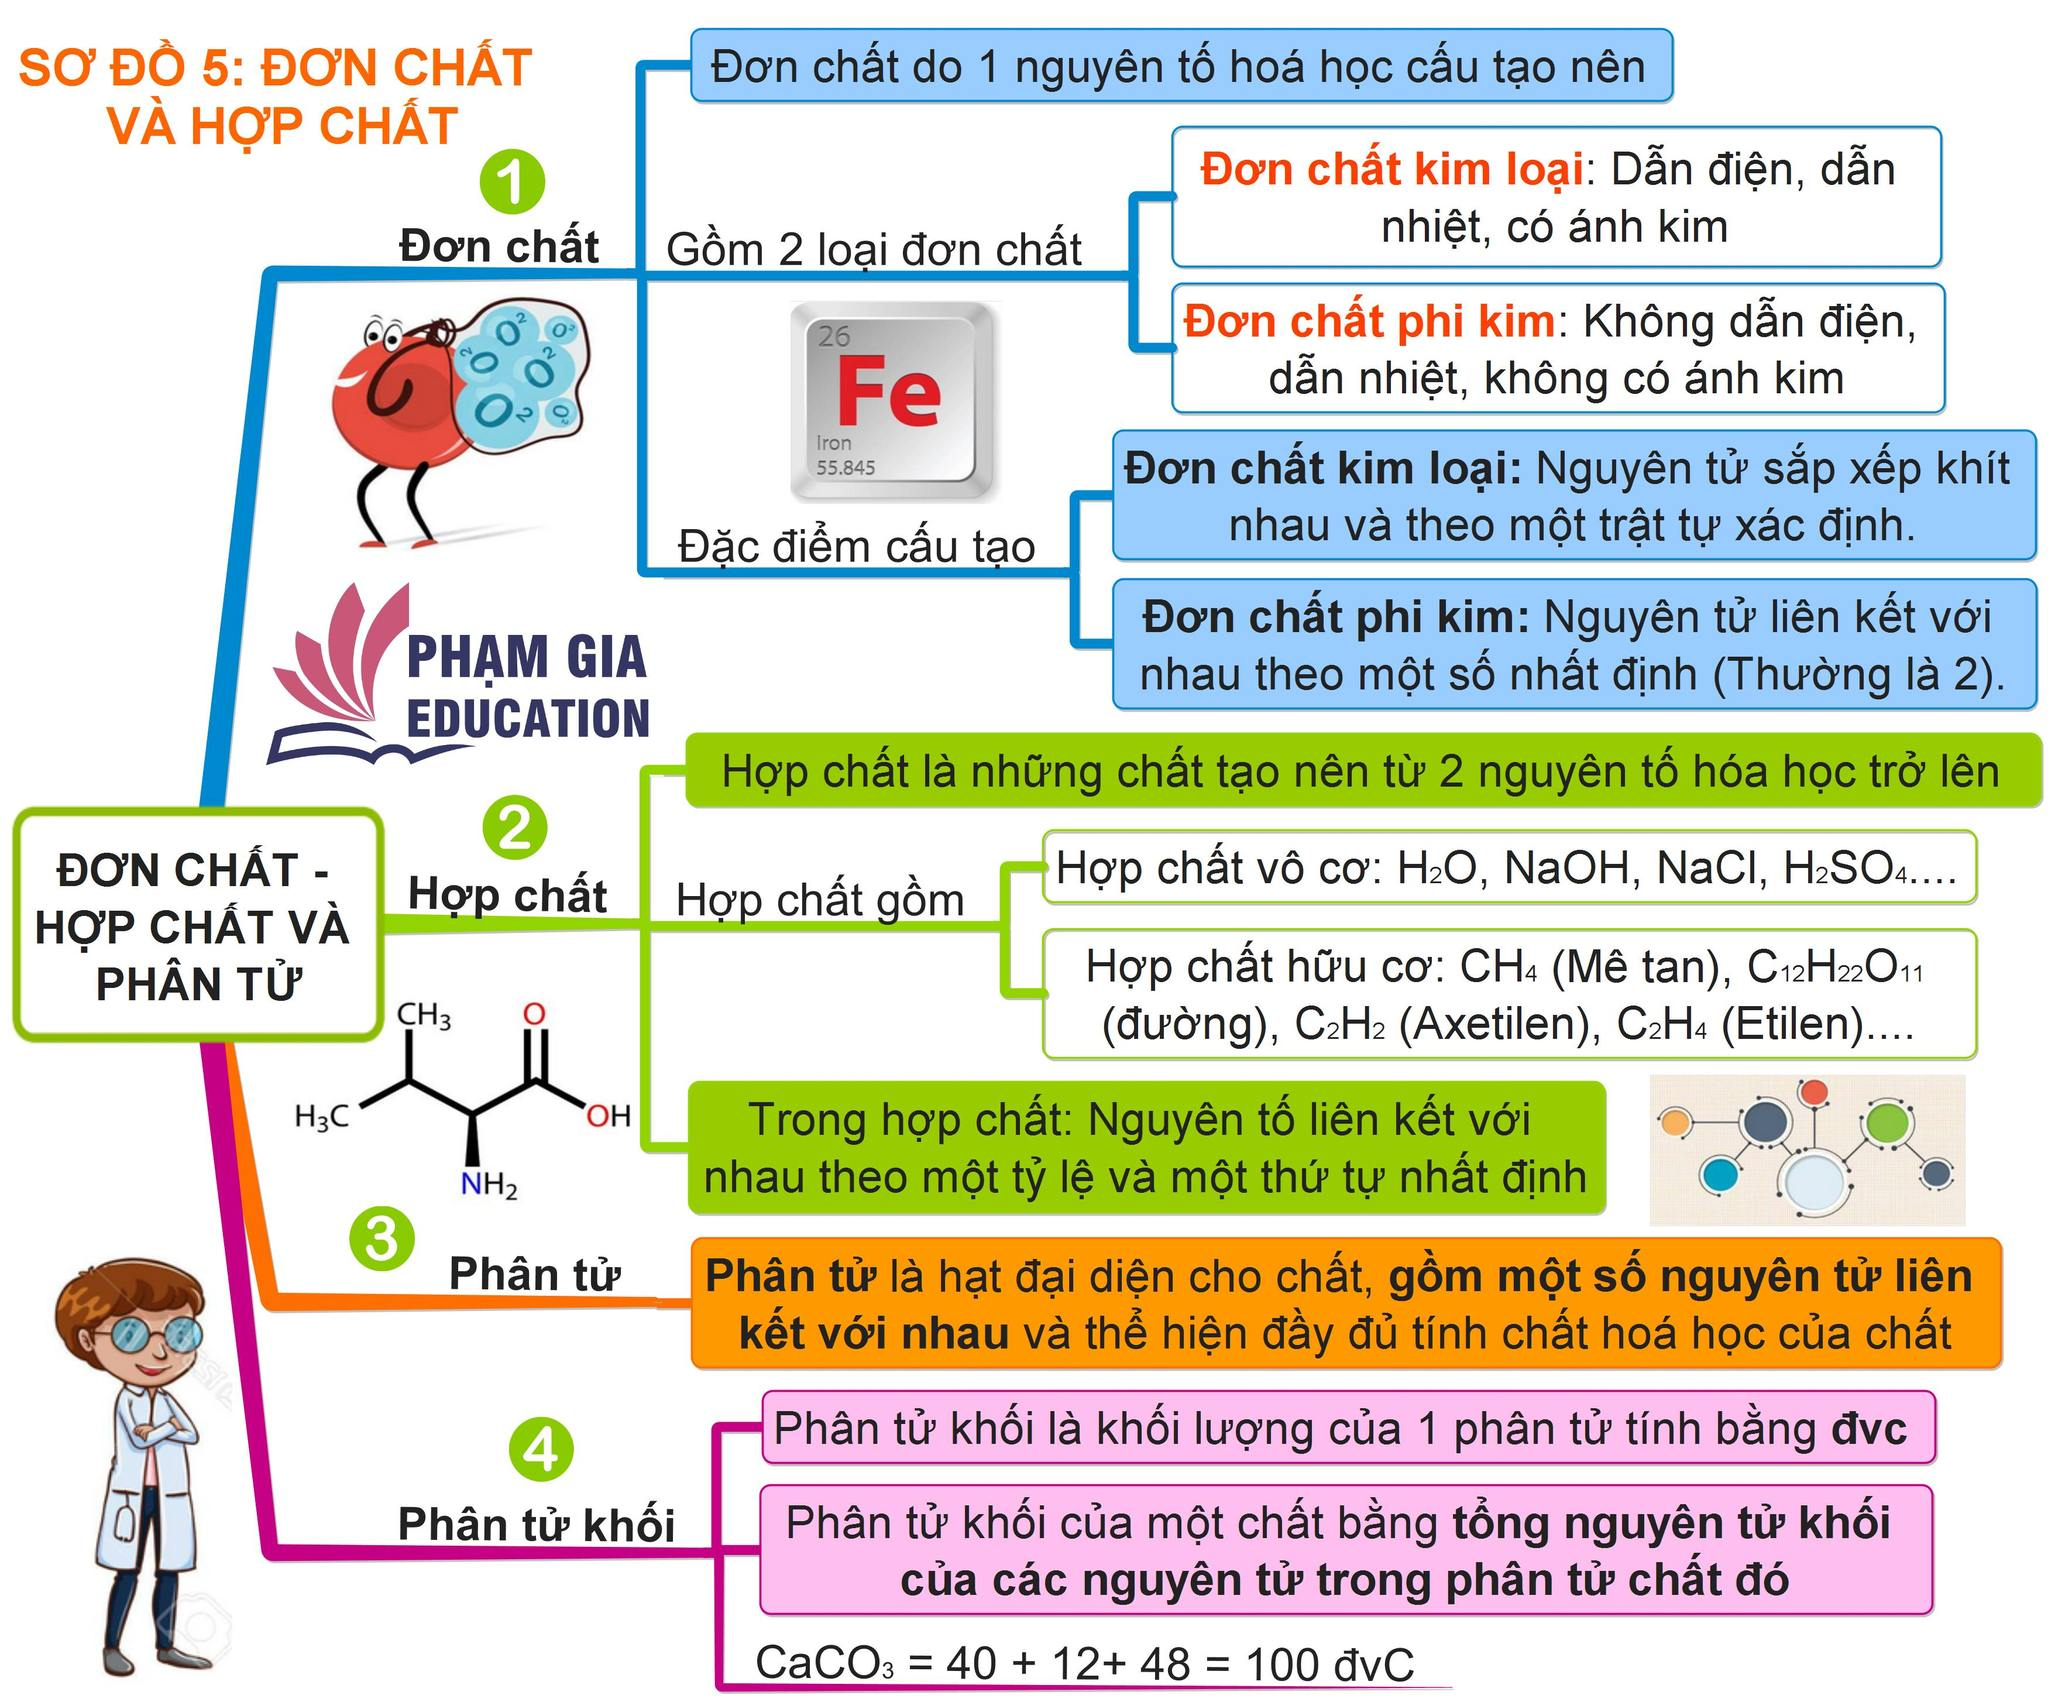 SƠ ĐỒ 5: ĐƠN CHẤT
VÀ HỢP CHẤT
1
Đơn chất
Đơn chất do 1 nguyên tố hoá học cấu tạo nên
Gồm 2 loại đơn chất
Đơn chất kim loại: Dẫn điện, dẫn
nhiệt, có ánh kim
Đơn chất phi kim: Không dẫn điện,
dẫn nhiệt, không có ánh kim
O2
O2
O2
O2
O2
O2
26
Fe
Iron
55.845
Đặc điểm cấu tạo
Đơn chất kim loại: Nguyên tử sắp xếp khít
nhau và theo một trật tự xác định.
Đơn chất phi kim: Nguyên tử liên kết với
nhau theo một số nhất định (Thường là 2).
PHẠM GIA
EDUCATION
ĐƠN CHẤT -
HỢP CHẤT VÀ
PHÂN TỬ
2
Hợp chất
Hợp chất là những chất tạo nên từ 2 nguyên tố hóa học trở lên
Hợp chất gồm
Hợp chất vô cơ: H₂O, NaOH, NaCl, H₂SO₄....
Hợp chất hữu cơ: CH₄ (Mê tan), C₁₂H₂₂O₁₁
(đường), C₂H₂ (Axetilen), C₂H₄ (Etilen)....
Trong hợp chất: Nguyên tố liên kết với
nhau theo một tỷ lệ và một thứ tự nhất định
CH₃
O
H₃C
OH
NH₂
3
Phân tử
Phân tử là hạt đại diện cho chất, gồm một số nguyên tử liên
kết với nhau và thể hiện đầy đủ tính chất hoá học của chất
4
Phân tử khối
Phân tử khối là khối lượng của 1 phân tử tính bằng đvc
Phân tử khối của một chất bằng tổng nguyên tử khối
của các nguyên tử trong phân tử chất đó
CaCO₃ = 40 + 12+ 48 = 100 đvC